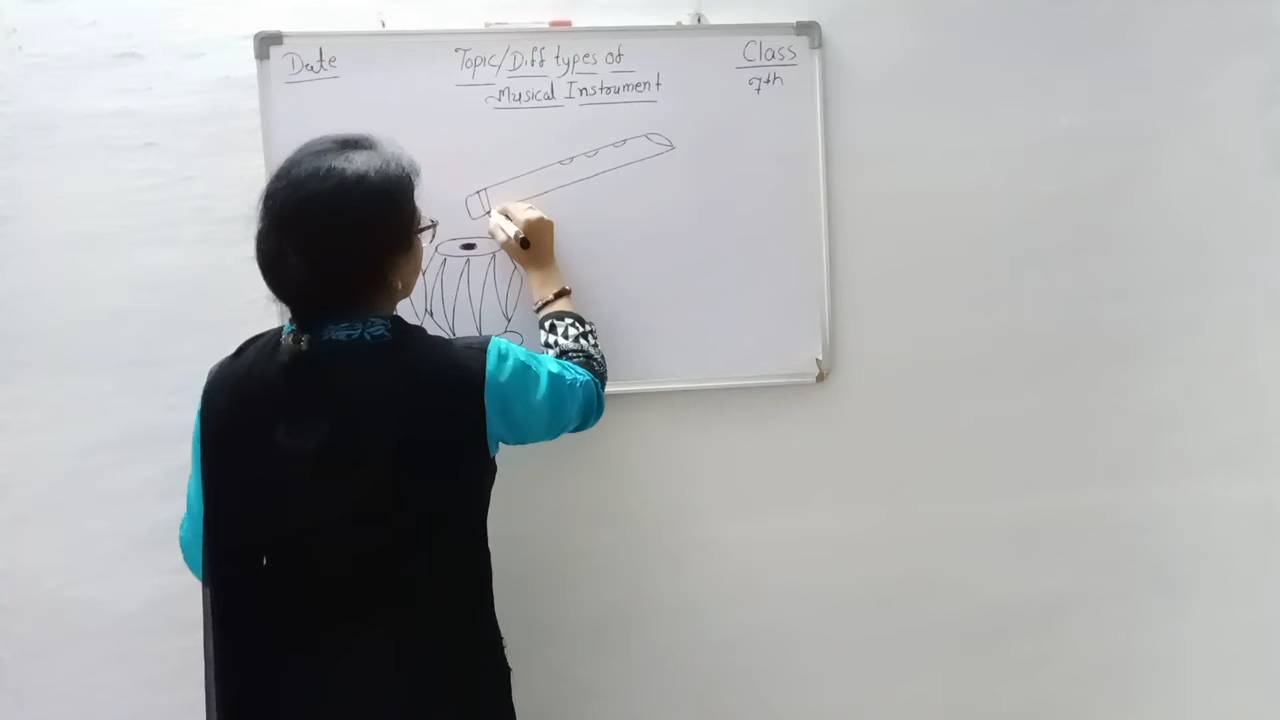 Date
Topic/Diff types of
Musical Instrument
Class
7th